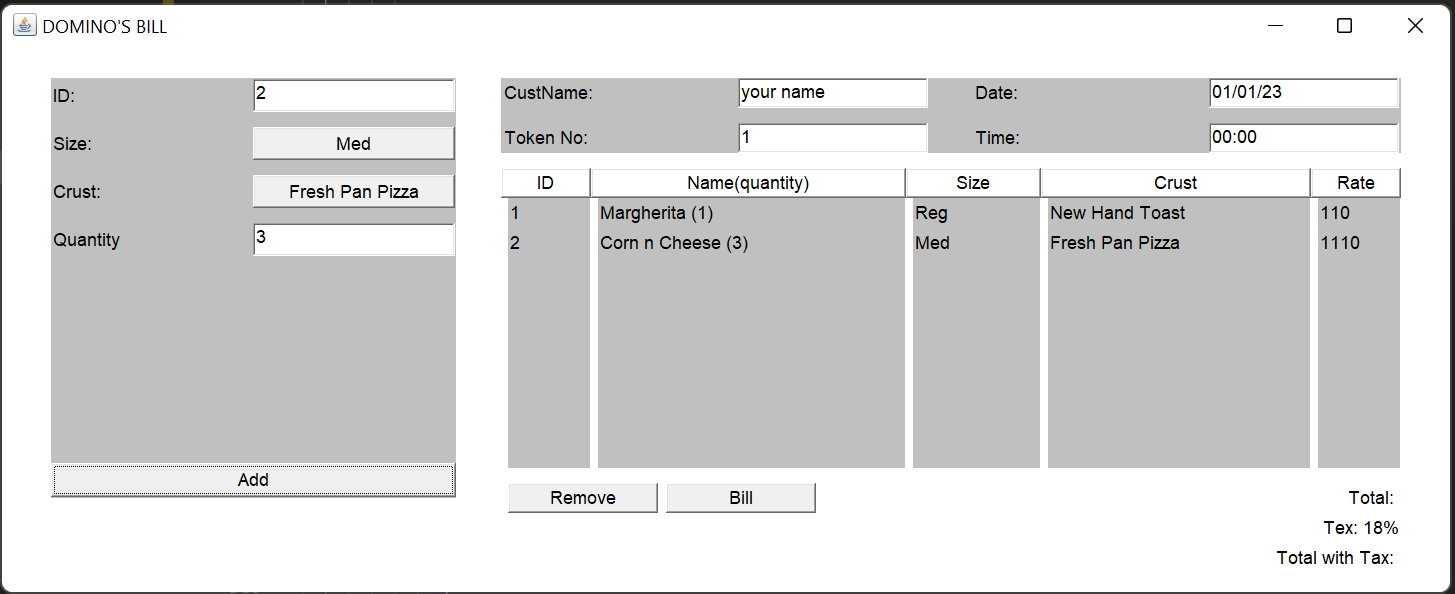 DOMINO'S BILL
ID: 2
Size: Med
Crust: Fresh Pan Pizza
Quantity 3
Add
CustName: your name Date: 01/01/23
Token No: 1 Time: 00:00
ID Name(quantity) Size Crust Rate
1 Margherita (1) Reg New Hand Toast 110
2 Corn n Cheese (3) Med Fresh Pan Pizza 1110
Remove Bill Total:
Tex: 18%
Total with Tax: